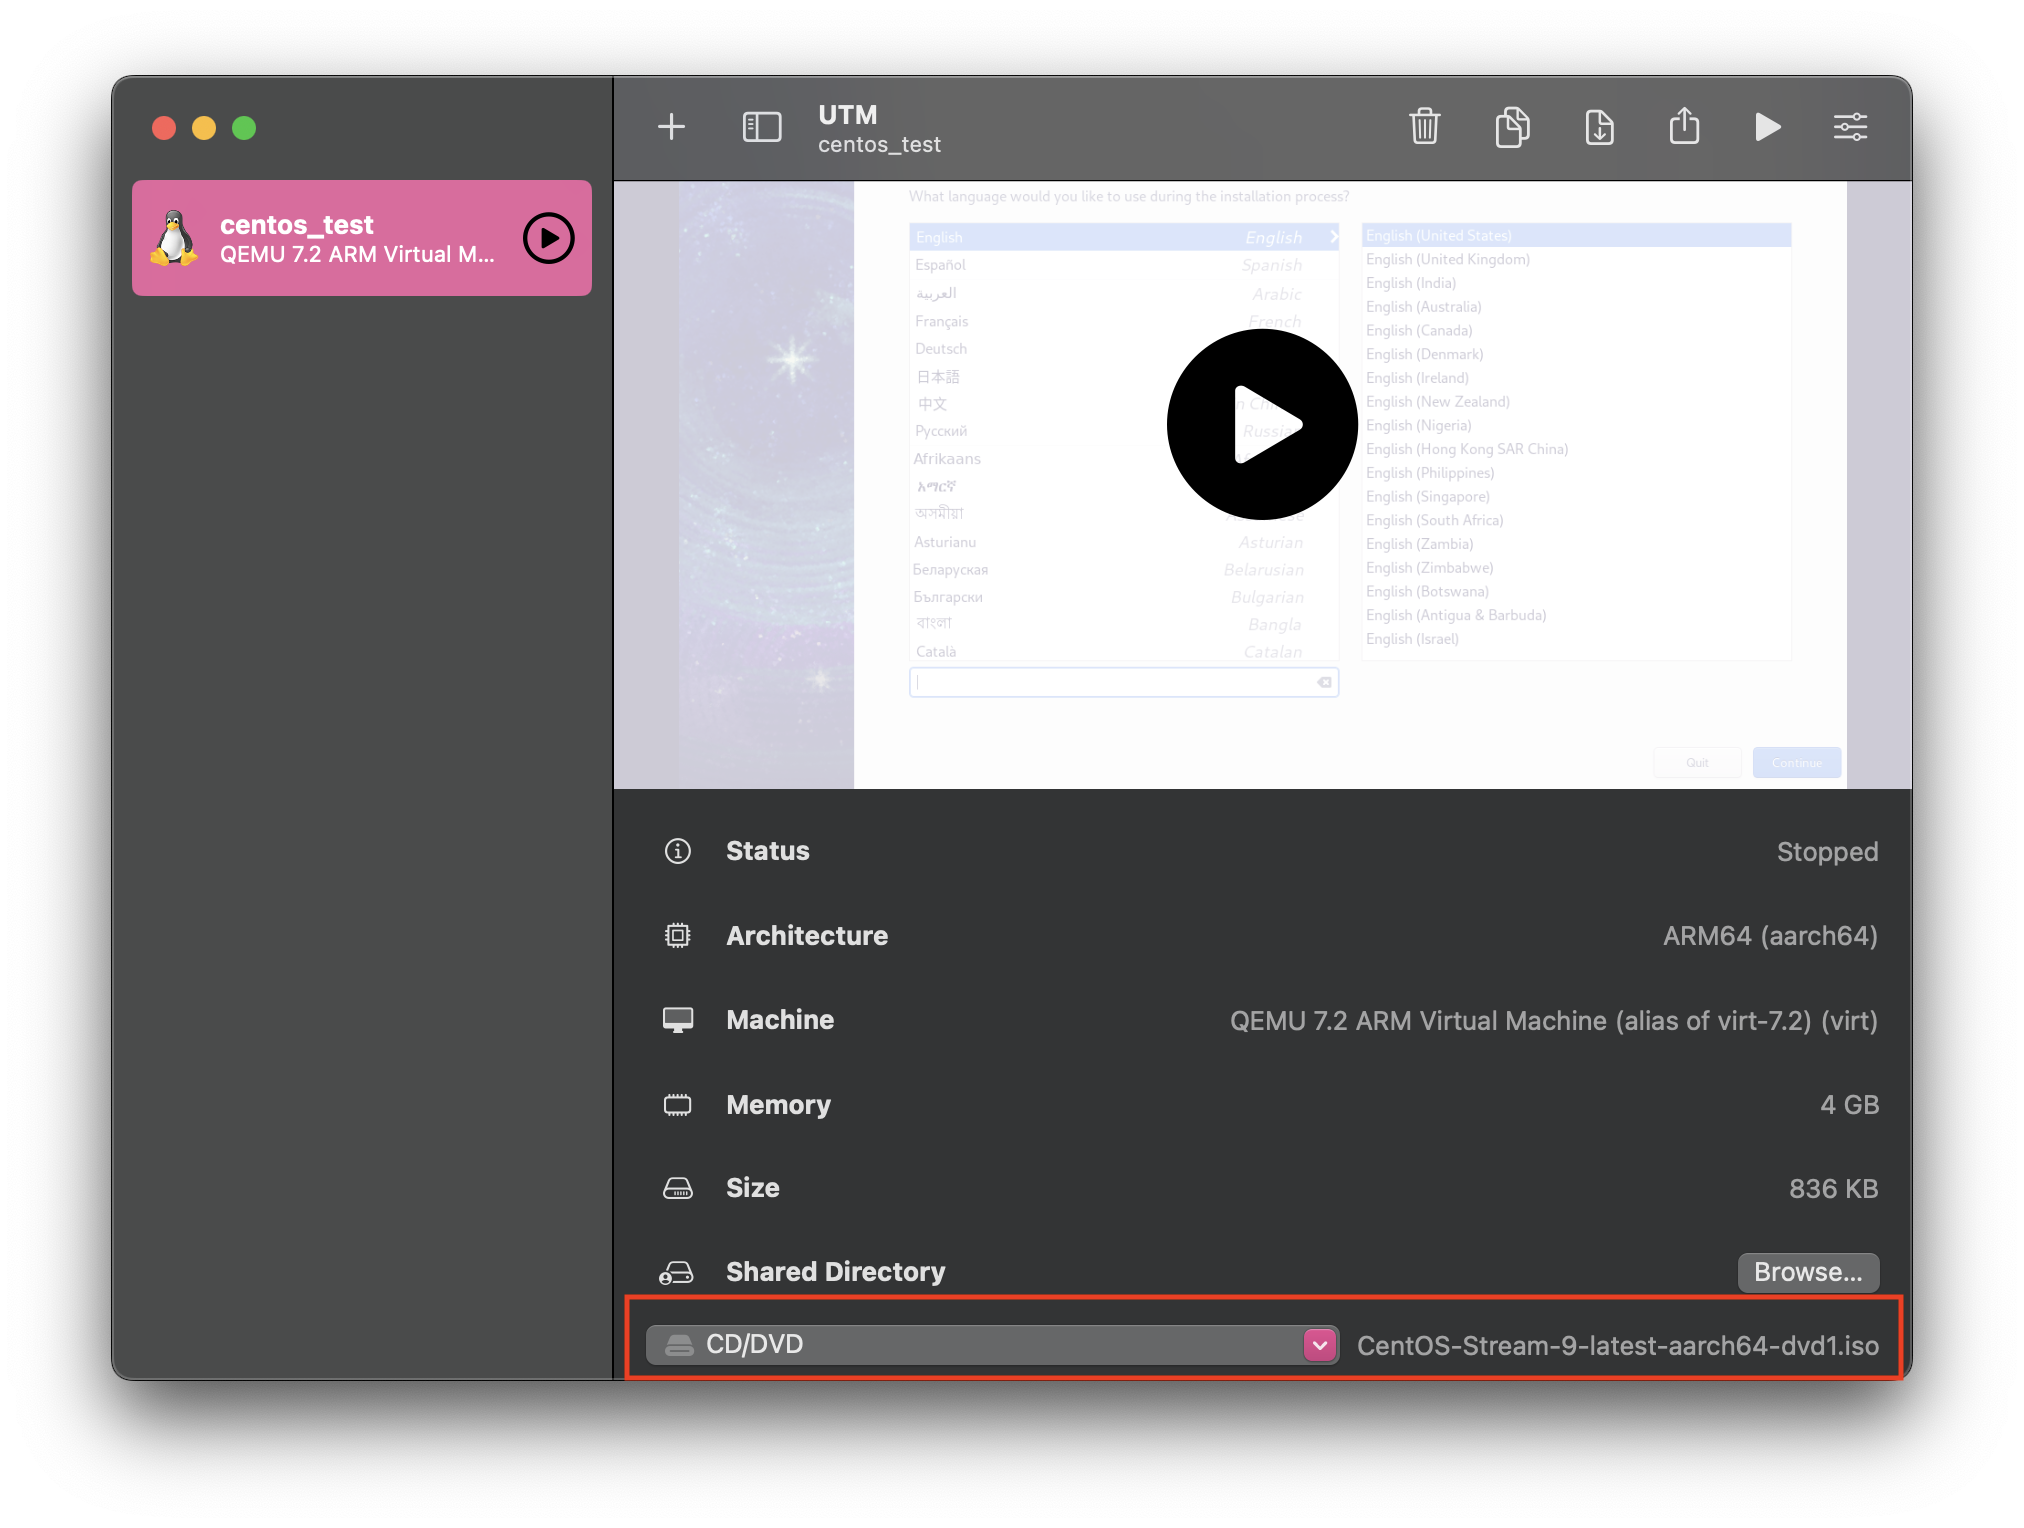 UTM
centos_test
centos_test
QEMU 7.2 ARM Virtual M...
What language would you like to use during the installation process?
English English
Español Spanish
العربية Arabic
Français French
Deutsch
日本語
中文
Русский
Afrikaans
አማርኛ
অসমীয়া
Asturianu Asturian
Беларуская Belarusian
Български Bulgarian
বাংলা Bangla
Català Catalan
English (United States)
English (United Kingdom)
English (India)
English (Australia)
English (Canada)
English (Denmark)
English (Ireland)
English (New Zealand)
English (Nigeria)
English (Hong Kong SAR China)
English (Philippines)
English (Singapore)
English (South Africa)
English (Zambia)
English (Zimbabwe)
English (Botswana)
English (Antigua & Barbuda)
English (Israel)
Quit Continue
Status Stopped
Architecture ARM64 (aarch64)
Machine QEMU 7.2 ARM Virtual Machine (alias of virt-7.2) (virt)
Memory 4 GB
Size 836 KB
Shared Directory Browse...
CD/DVD CentOS-Stream-9-latest-aarch64-dvd1.iso